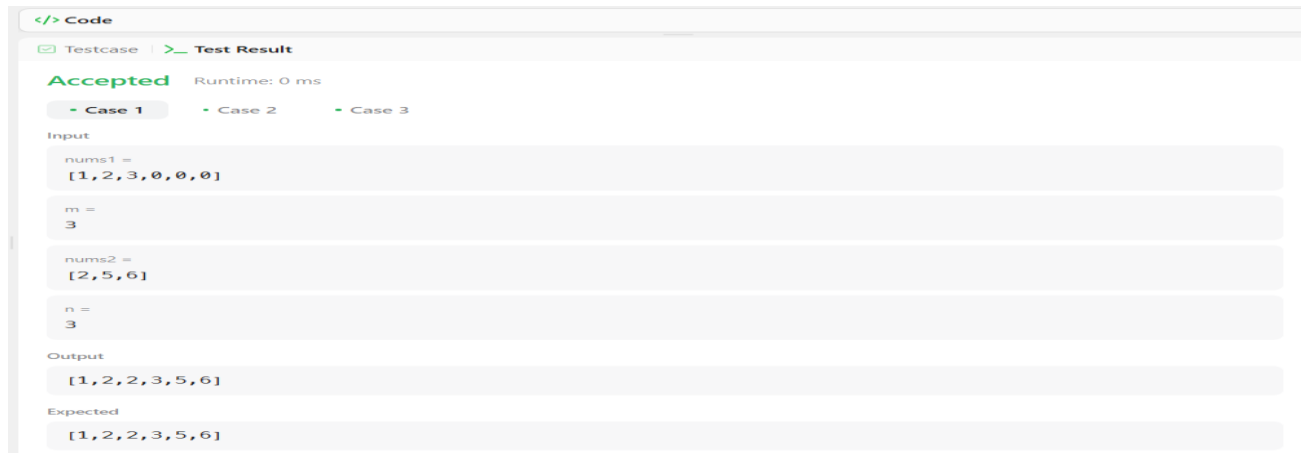 </> Code
Testcase >_ Test Result
Accepted Runtime: 0 ms
• Case 1 • Case 2 • Case 3
Input
nums1 =
[1,2,3,0,0,0]
m =
3
nums2 =
[2,5,6]
n =
3
Output
[1,2,2,3,5,6]
Expected
[1,2,2,3,5,6]